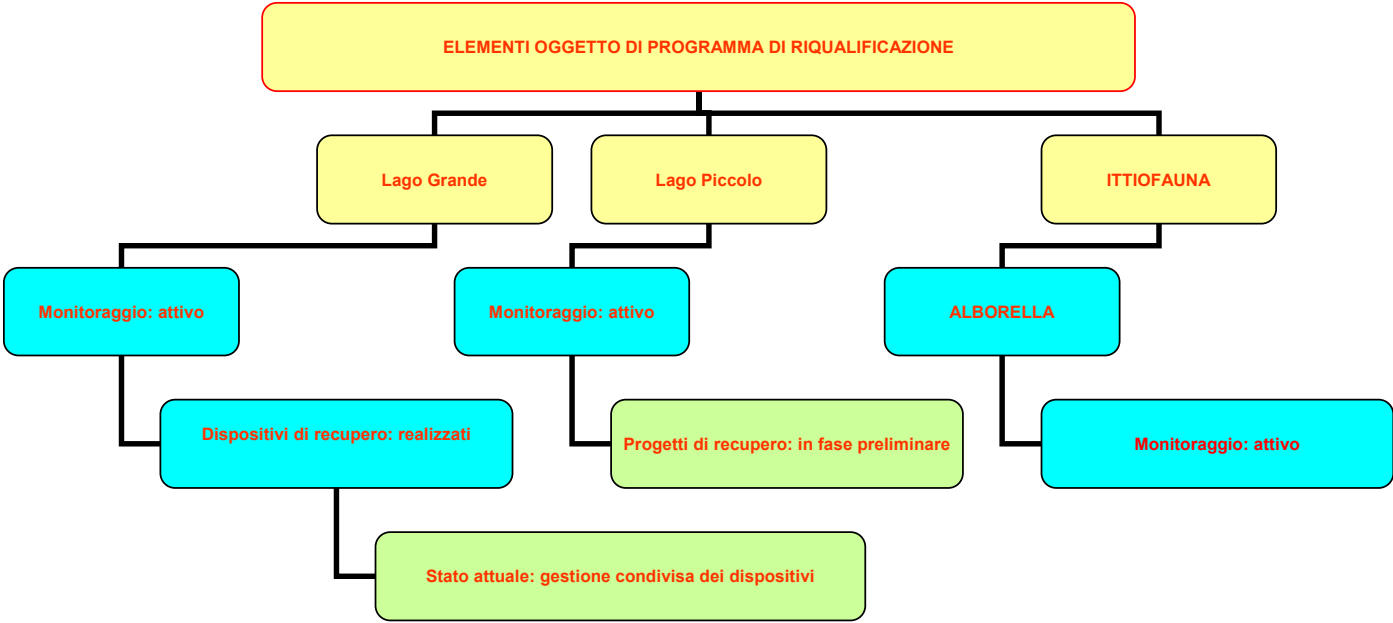 ELEMENTI OGGETTO DI PROGRAMMA DI RIQUALIFICAZIONE
Lago Grande
Lago Piccolo
ITTIOFAUNA
Monitoraggio: attivo
Monitoraggio: attivo
ALBORELLA
Dispositivi di recupero: realizzati
Progetti di recupero: in fase preliminare
Monitoraggio: attivo
Stato attuale: gestione condivisa dei dispositivi